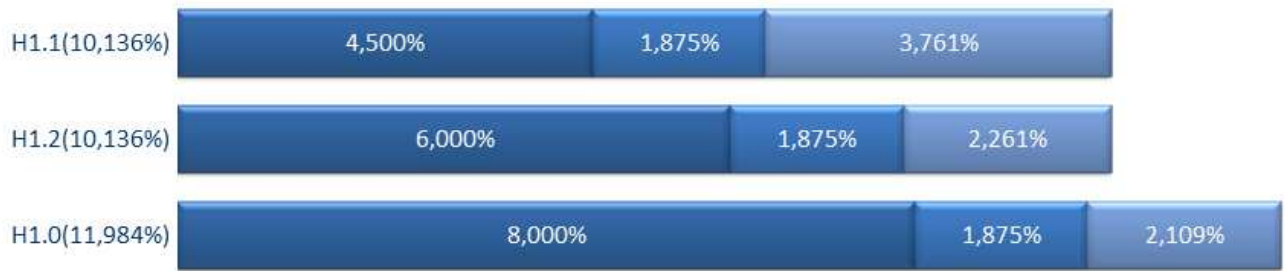 H1.1(10,136%) 4,500% 1,875% 3,761%
H1.2(10,136%) 6,000% 1,875% 2,261%
H1.0(11,984%) 8,000% 1,875% 2,109%